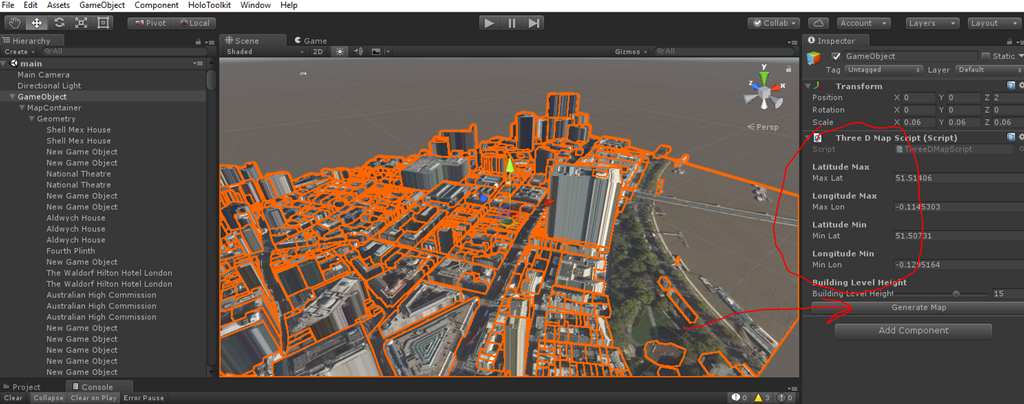 File Edit Assets GameObject Component HoloToolkit Window Help
Pivot Local Collab Account Layers Layout
Hierarchy
Create All
main
Main Camera
Directional Light
GameObject
MapContainer
Geometry
Shell Mex House
Shell Mex House
New Game Object
New Game Object
National Theatre
National Theatre
New Game Object
New Game Object
Aldwych House
Aldwych House
Aldwych House
Fourth Plinth
New Game Object
The Waldorf Hilton Hotel London
The Waldorf Hilton Hotel London
Australian High Commission
Australian High Commission
Australian High Commission
New Game Object
New Game Object
New Game Object
New Game Object
New Game Object
Scene Game
Shaded 2D Gizmos All
y
x
z
Persp
Inspector
GameObject Static
Tag Untagged Layer Default
Transform
Position X 0 Y 0 Z 2
Rotation X 0 Y 0 Z 0
Scale X 0.06 Y 0.06 Z 0.06
Three D Map Script (Script)
Script ThreeDMapScript
Latitude Max
Max Lat 51.51406
Longitude Max
Max Lon -0.1145303
Latitude Min
Min Lat 51.50731
Longitude Min
Min Lon -0.1295164
Building Level Height
Building Level Height 15
Generate Map
Add Component
Project Console
Clear Collapse Clear on Play Error Pause 0 3 0